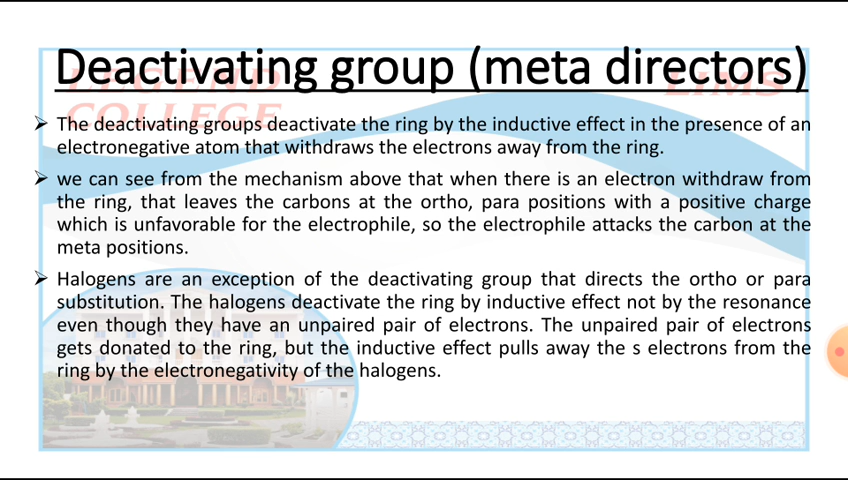 Deactivating group (meta directors)
LEGEND
COLLEGE
LIMS
➢ The deactivating groups deactivate the ring by the inductive effect in the presence of an
electronegative atom that withdraws the electrons away from the ring.
➢ we can see from the mechanism above that when there is an electron withdraw from
the ring, that leaves the carbons at the ortho, para positions with a positive charge
which is unfavorable for the electrophile, so the electrophile attacks the carbon at the
meta positions.
➢ Halogens are an exception of the deactivating group that directs the ortho or para
substitution. The halogens deactivate the ring by inductive effect not by the resonance
even though they have an unpaired pair of electrons. The unpaired pair of electrons
gets donated to the ring, but the inductive effect pulls away the s electrons from the
ring by the electronegativity of the halogens.